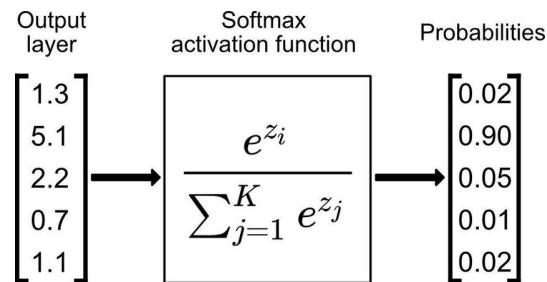 Output
layer
Softmax
activation function
Probabilities
1.3
5.1
2.2
0.7
1.1
e^{z_i}
∑_{j=1}^{K} e^{z_j}
0.02
0.90
0.05
0.01
0.02